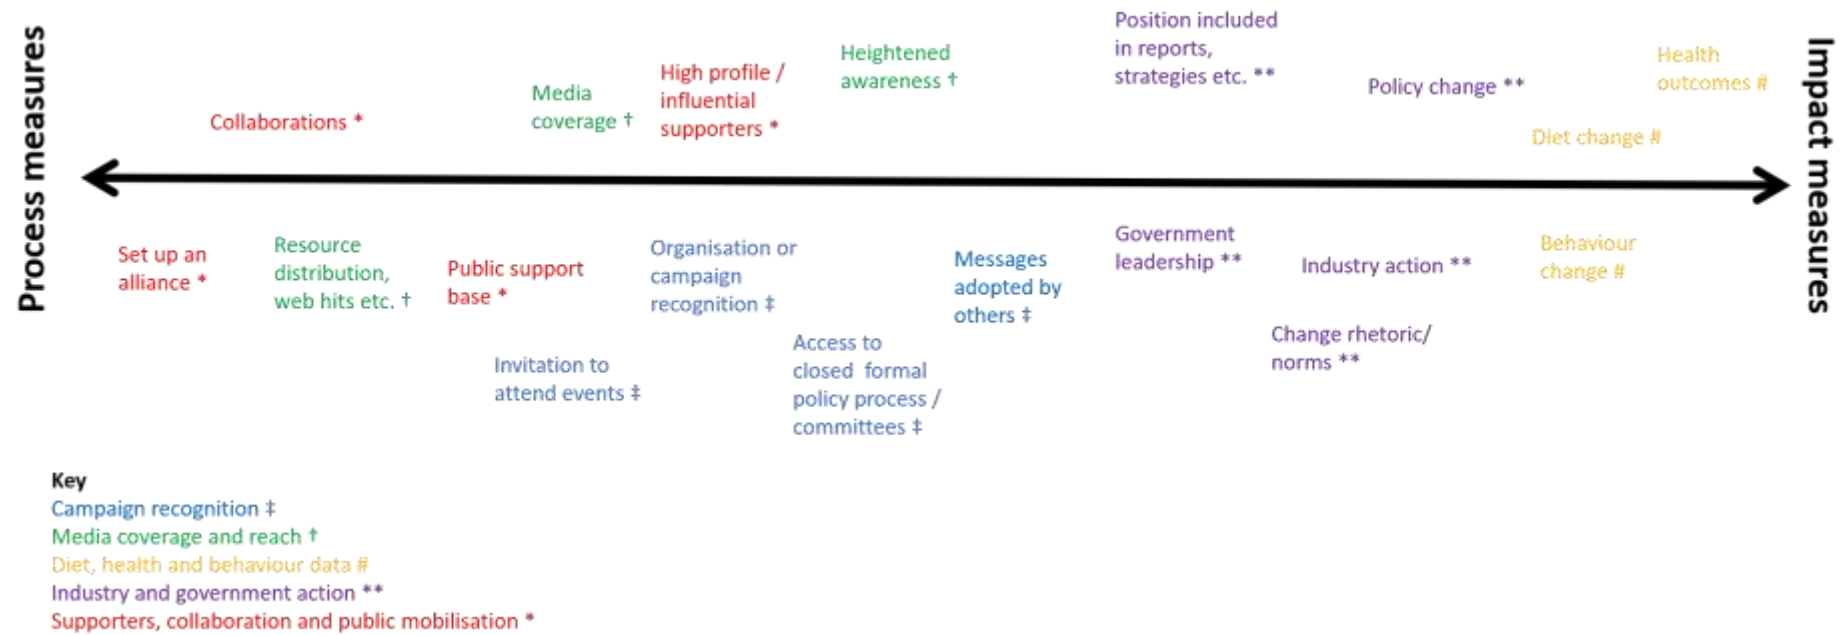 Process measures
Collaborations *
Media
coverage †
High profile /
influential
supporters *
Heightened
awareness †
Position included
in reports,
strategies etc. **
Policy change **
Health
outcomes #
Diet change #
Impact measures
Set up an
alliance *
Resource
distribution,
web hits etc. †
Public support
base *
Invitation to
attend events ‡
Organisation or
campaign
recognition ‡
Access to
closed formal
policy process /
committees ‡
Messages
adopted by
others ‡
Government
leadership **
Industry action **
Change rhetoric/
norms **
Behaviour
change #
Key
Campaign recognition ‡
Media coverage and reach †
Diet, health and behaviour data #
Industry and government action **
Supporters, collaboration and public mobilisation *